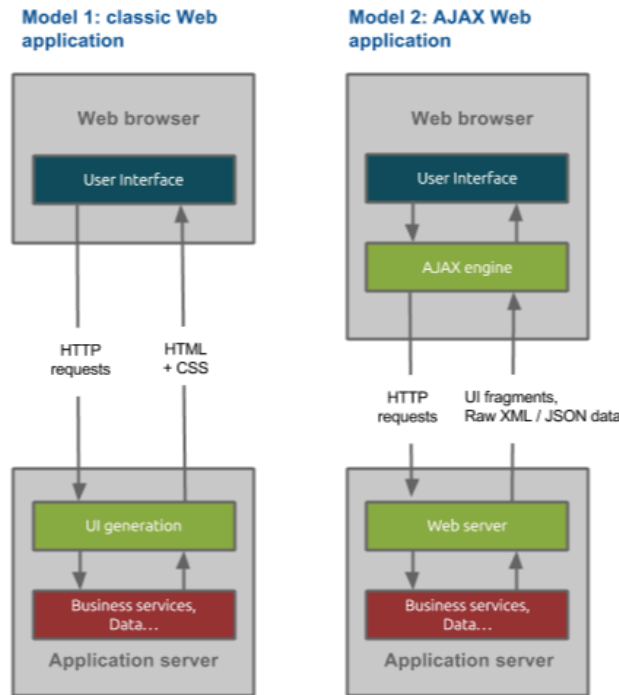 Model 1: classic Web
application
Web browser
User Interface
HTTP
requests
HTML
+ CSS
UI generation
Business services,
Data...
Application server
Model 2: AJAX Web
application
Web browser
User Interface
AJAX engine
HTTP
requests
UI fragments,
Raw XML / JSON data
Web server
Business services,
Data...
Application server